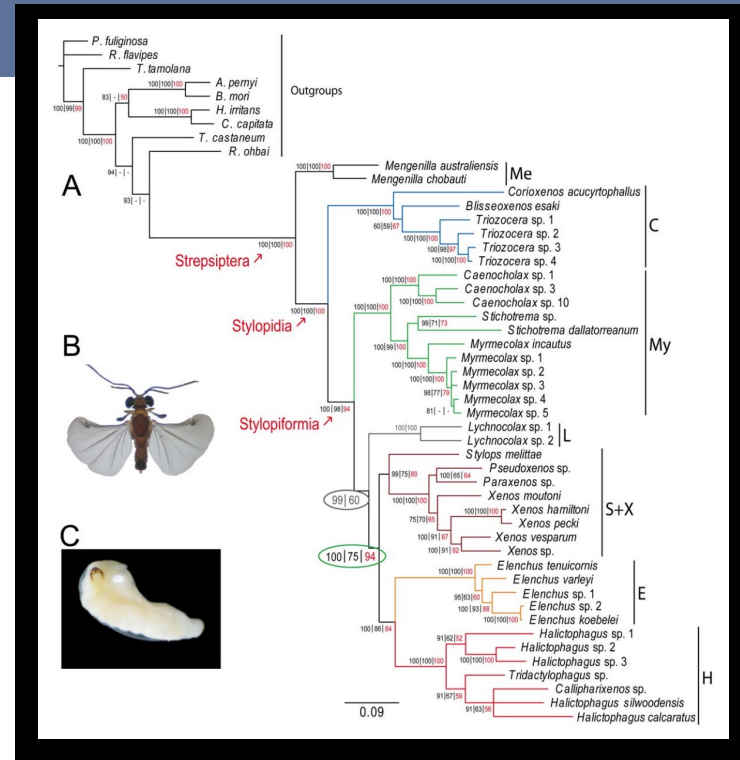 P. fuliginosa
R. flavipes
T. tamolana
A. pernyi
B. mori
H. irritans
C. capitata
T. castaneum
R. ohbai
Outgroups
100|99|99
83| - |50
100|100|100
100|100|100
100|100|100
94| - | -
93| - | -
A
Mengenilla australiensis
Mengenilla chobauti
Me
100|100|100
100|100|100
Strepsiptera
Corioxenos acucyrtophallus
Blisseoxenos esaki
Triozocera sp. 1
Triozocera sp. 2
Triozocera sp. 3
Triozocera sp. 4
C
100|100|100
60|59|67
100|100|100
100|98|97
100|100|100
100|100|100
Stylopidia
Caenocholax sp. 1
Caenocholax sp. 3
Caenocholax sp. 10
Stichotrema sp.
Stichotrema dallatorreanum
Myrmecolax incautus
Myrmecolax sp. 1
Myrmecolax sp. 2
Myrmecolax sp. 3
Myrmecolax sp. 4
Myrmecolax sp. 5
My
100|100|100
100|100|100
100|100|100
99|71|73
100|99|100
100|100|100
98|77|79
81| - | -
B
100|98|94
Stylopiformia
Lychnocolax sp. 1
Lychnocolax sp. 2
L
100|100
Stylops melittae
Pseudoxenos sp.
Paraxenos sp.
Xenos moutoni
Xenos hamiltoni
Xenos pecki
Xenos vesparum
Xenos sp.
S+X
99|75|80
100|65|64
100|100|100
75|70|65
100|100|100
100|91|87
100|91|92
99|60
C
100|75|94
Elenchus tenuicornis
Elenchus varleyi
Elenchus sp. 1
Elenchus sp. 2
Elenchus koebelei
E
100|100|100
95|63|60
100|93|88
100|100|100
100|86|84
Halictophagus sp. 1
Halictophagus sp. 2
Halictophagus sp. 3
Tridactylophagus sp.
Callipharixenos sp.
Halictophagus silwoodensis
Halictophagus calcaratus
H
91|62|52
100|100|100
100|100|100
91|67|59
91|63|56
0.09